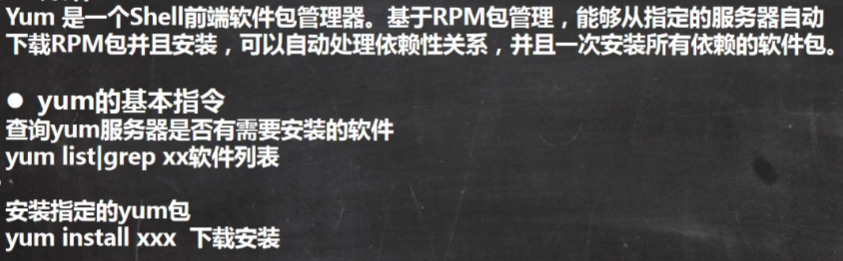 Yum 是一个Shell前端软件包管理器。基于RPM包管理，能够从指定的服务器自动
下载RPM包并且安装，可以自动处理依赖性关系，并且一次安装所有依赖的软件包。
● yum的基本指令
查询yum服务器是否有需要安装的软件
yum list|grep xx软件列表
安装指定的yum包
yum install xxx 下载安装